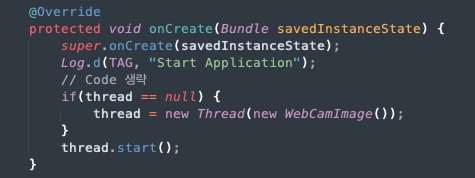 @Override
protected void onCreate(Bundle savedInstanceState) {
    super.onCreate(savedInstanceState);
    Log.d(TAG, "Start Application");
    // Code 생략
    if(thread == null) {
        thread = new Thread(new WebCamImage());
    }
    thread.start();
}